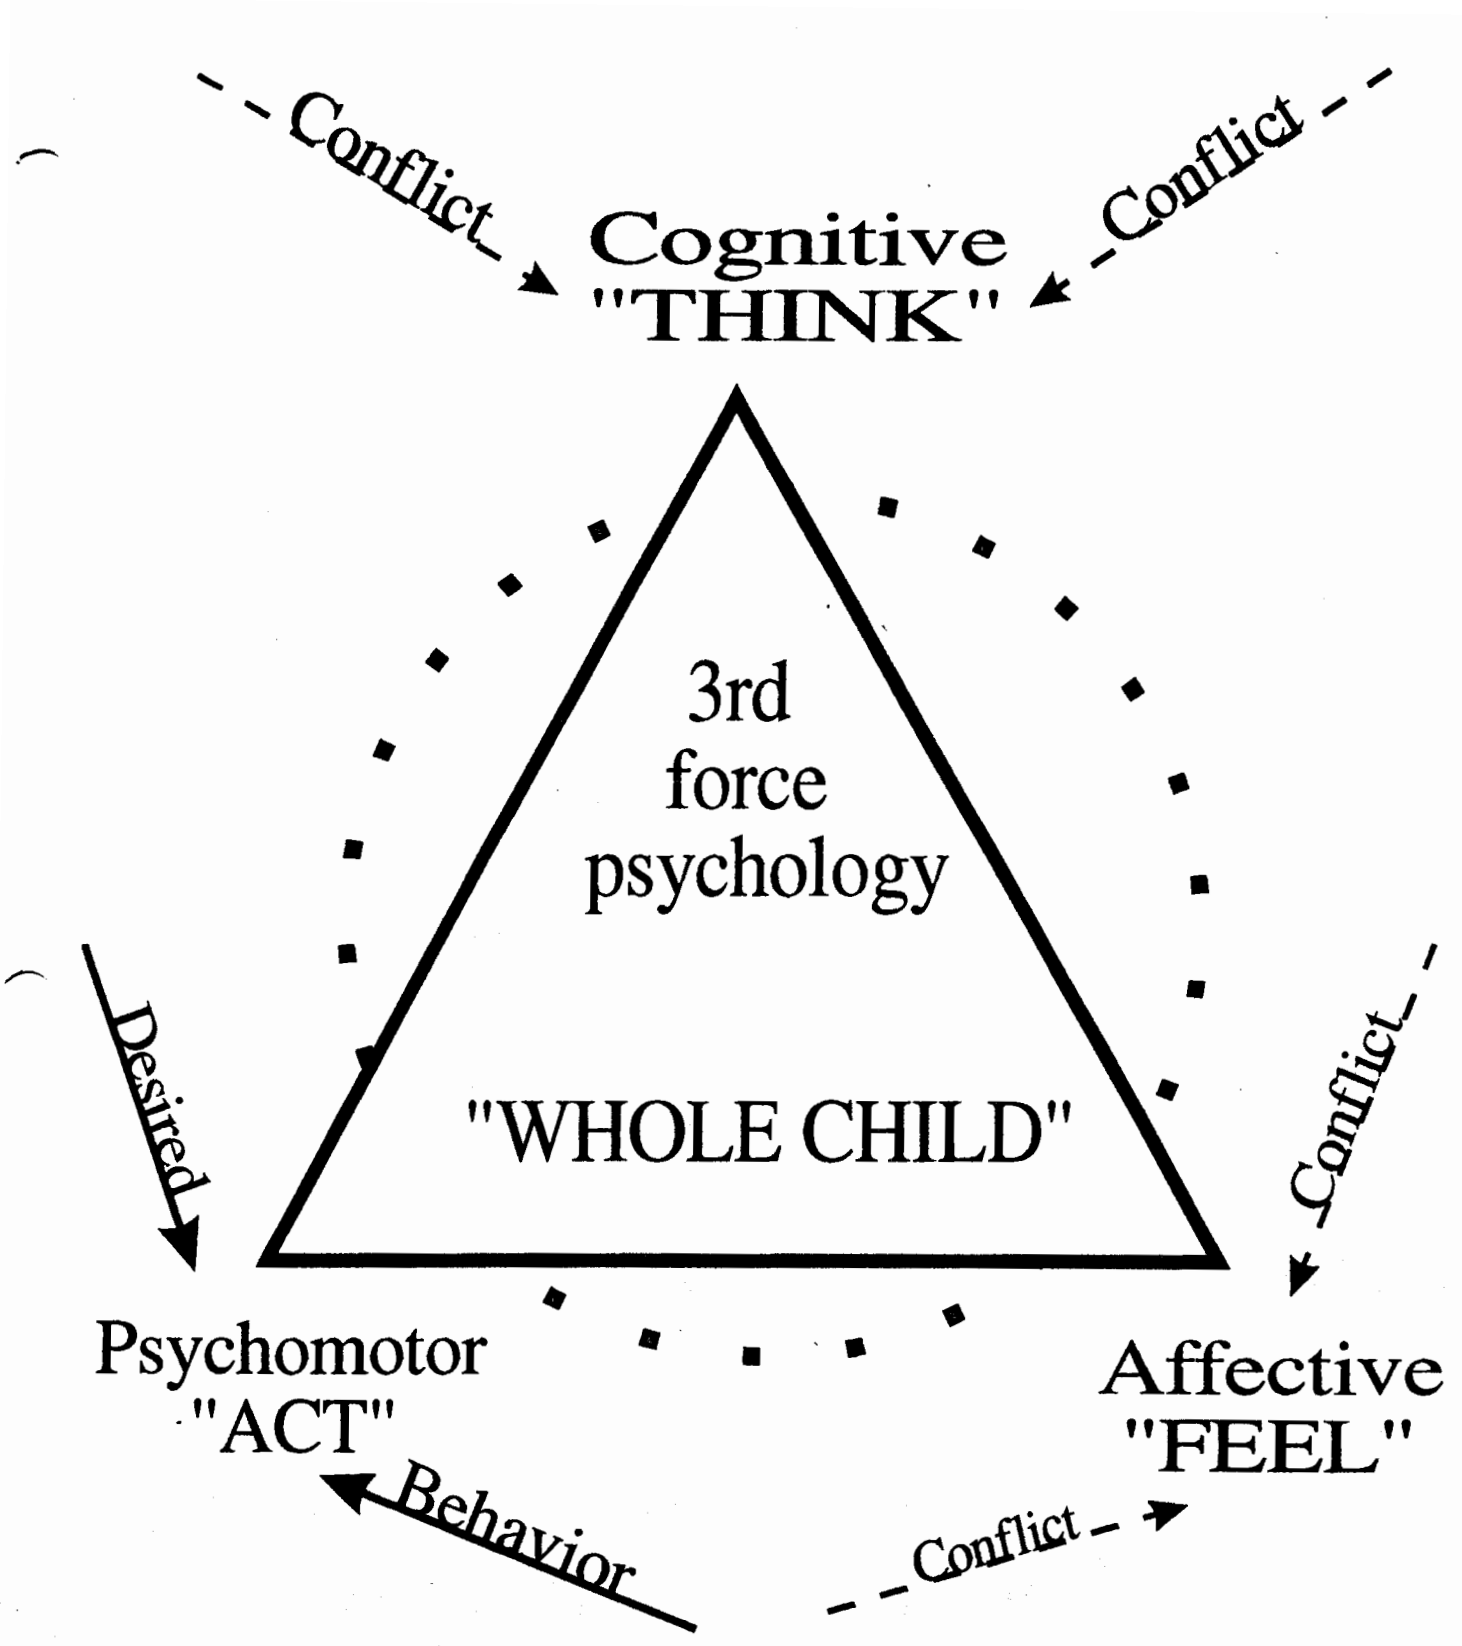 Conflict
Conflict
Cognitive
"THINK"
3rd
force
psychology
Desired
Conflict
"WHOLE CHILD"
Psychomotor
"ACT"
Affective
"FEEL"
Behavior
Conflict